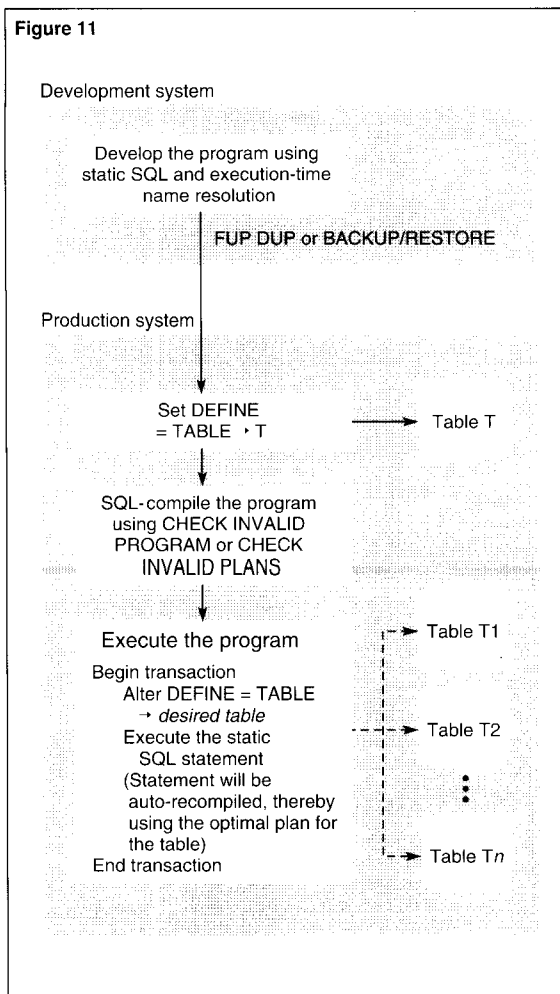 Figure 11
Development system
Develop the program using
static SQL and execution-time
name resolution
FUP DUP or BACKUP/RESTORE
Production system
Set DEFINE
= TABLE → T
Table T
SQL-compile the program
using CHECK INVALID
PROGRAM or CHECK
INVALID PLANS
Execute the program
Begin transaction
Alter DEFINE = TABLE
→ desired table
Execute the static
SQL statement
(Statement will be
auto-recompiled, thereby
using the optimal plan for
the table)
End transaction
Table T1
Table T2
Table Tn